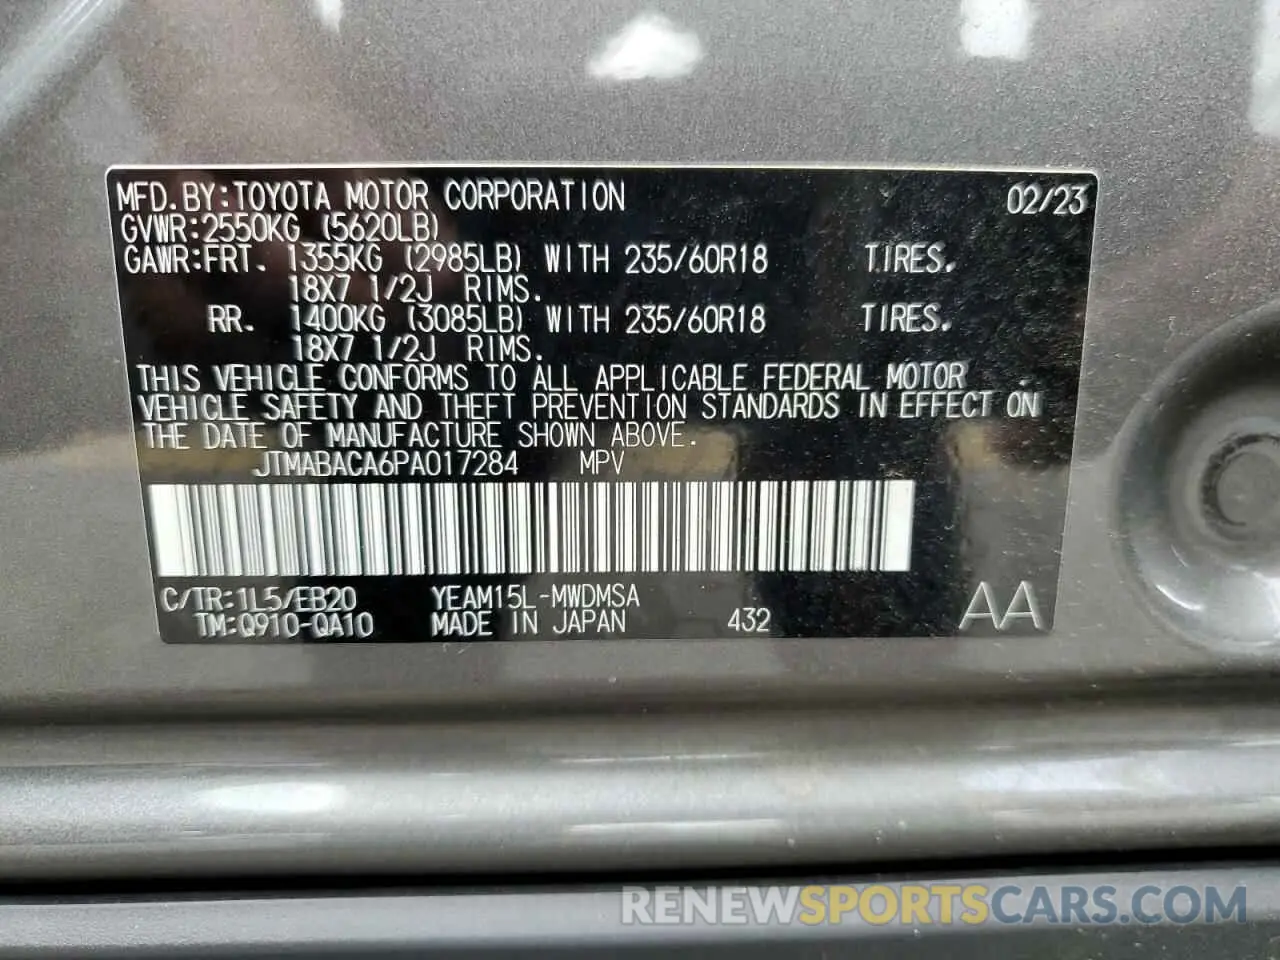 MFD.BY:TOYOTA MOTOR CORPORATION 02/23
GVWR:2550KG (5620LB)
GAWR:FRT. 1355KG (2985LB) WITH 235/60R18 TIRES.
18X7 1/2J RIMS.
RR. 1400KG (3085LB) WITH 235/60R18 TIRES.
18X7 1/2J RIMS.
THIS VEHICLE CONFORMS TO ALL APPLICABLE FEDERAL MOTOR
VEHICLE SAFETY AND THEFT PREVENTION STANDARDS IN EFFECT ON
THE DATE OF MANUFACTURE SHOWN ABOVE.
JTMABACA6PA017284 MPV
C/TR:1L5/EB20 YEAM15L-MWDMSA
TM:Q910-QA10 MADE IN JAPAN 432 AA
RENEWSPORTSCARS.COM